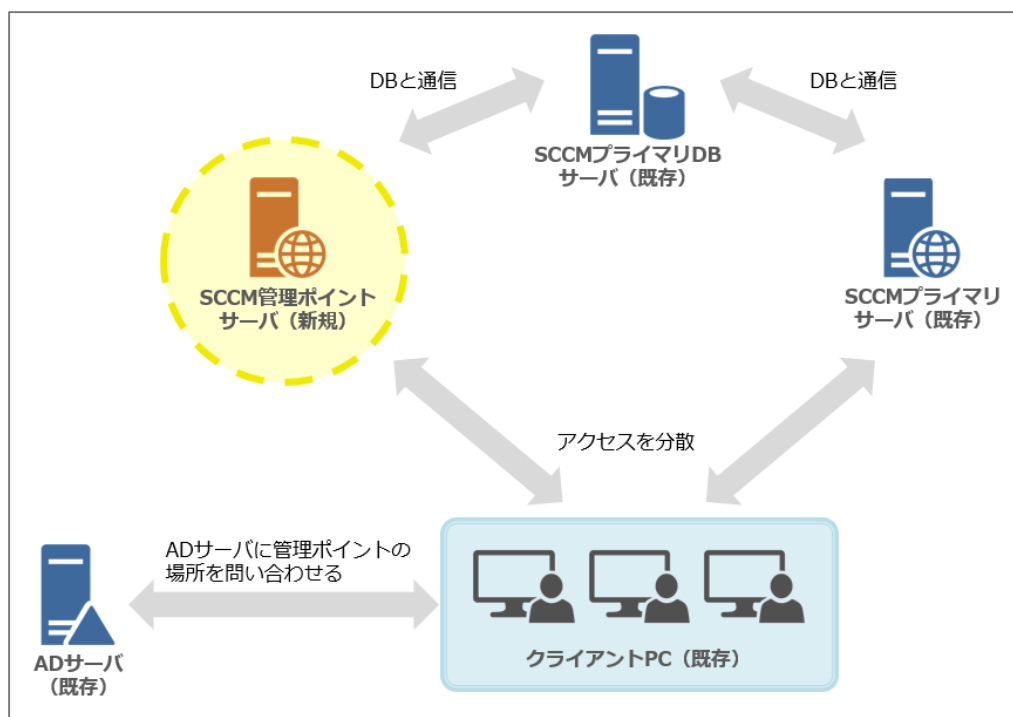 DBと通信
DBと通信
SCCMプライマリDB
サーバ（既存）
SCCM管理ポイント
サーバ（新規）
SCCMプライマリ
サーバ（既存）
アクセスを分散
ADサーバに管理ポイントの
場所を問い合わせる
ADサーバ
（既存）
クライアントPC（既存）